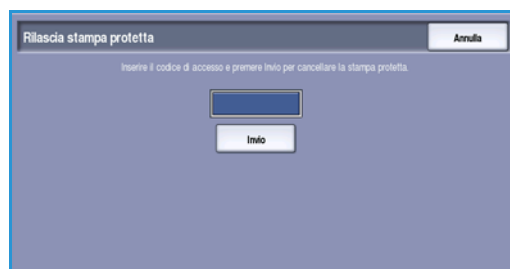 Rilascia stampa protetta
Annulla
Inserire il codice di accesso e premere Invio per cancellare la stampa protetta.
Invio